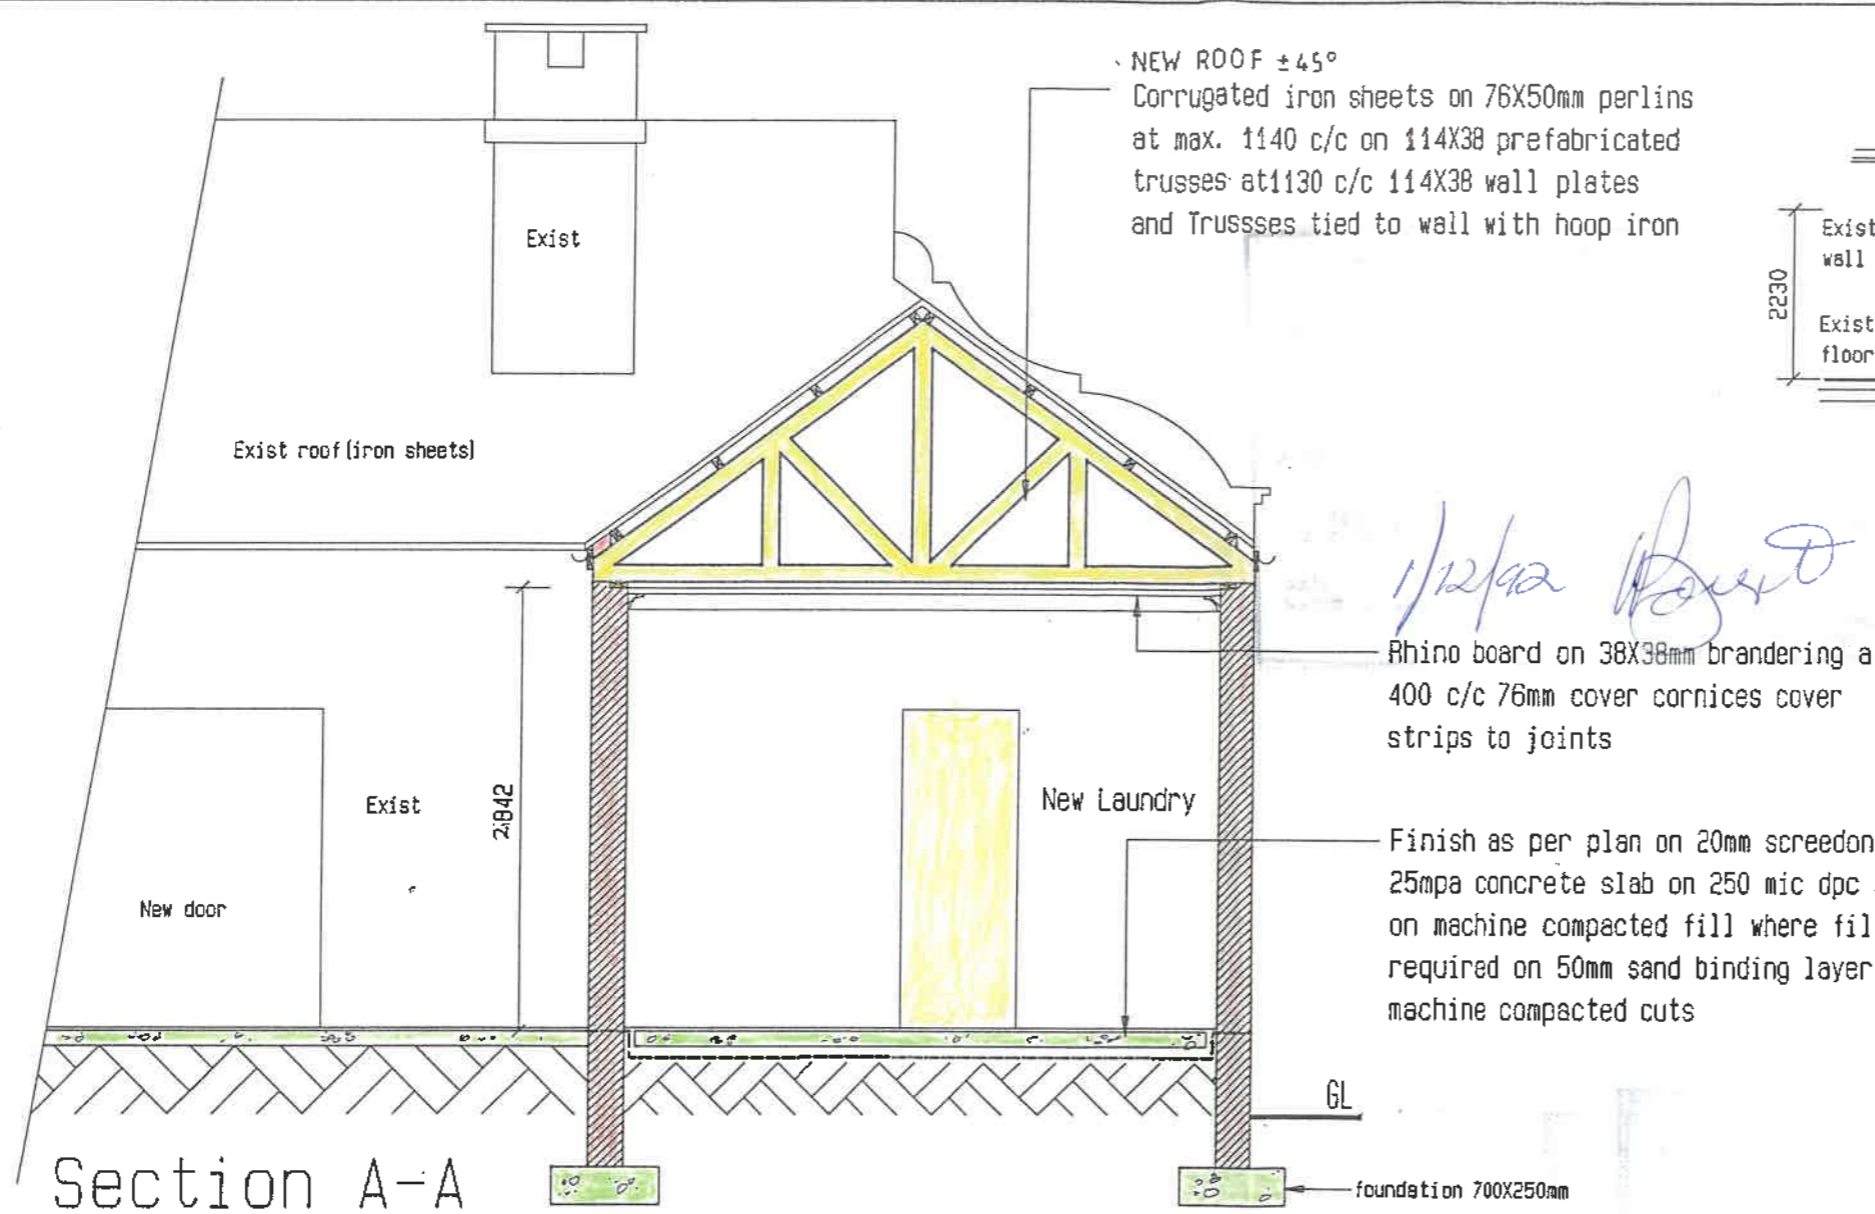 NEW ROOF ±45°
Corrugated iron sheets on 76X50mm perlins
at max. 1140 c/c on 114X38 prefabricated
trusses at1130 c/c 114X38 wall plates
and Trussses tied to wall with hoop iron
Exist
Exist
wall
2230
Exist
floor
Exist roof(iron sheets)
1/12/92
Rhino board on 38X38mm brandering a
400 c/c 76mm cover cornices cover
strips to joints
2842
Exist
New Laundry
New door
Finish as per plan on 20mm screedon
25mpa concrete slab on 250 mic dpc
on machine compacted fill where fil
required on 50mm sand binding layer
machine compacted cuts
GL
Section A-A
foundation 700X250mm